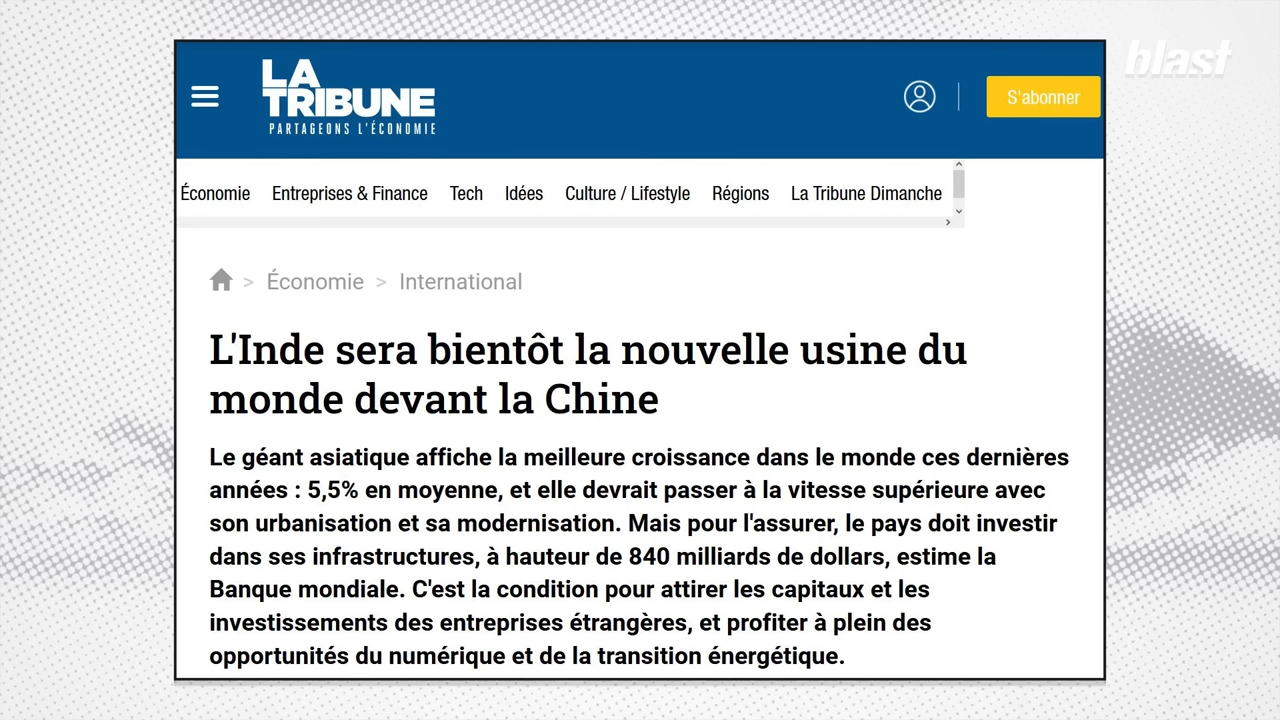 blast
LA
TRIBUNE
PARTAGEONS L'ÉCONOMIE
S'abonner
Économie Entreprises & Finance Tech Idées Culture / Lifestyle Régions La Tribune Dimanche
> Économie > International
L'Inde sera bientôt la nouvelle usine du
monde devant la Chine
Le géant asiatique affiche la meilleure croissance dans le monde ces dernières
années : 5,5% en moyenne, et elle devrait passer à la vitesse supérieure avec
son urbanisation et sa modernisation. Mais pour l'assurer, le pays doit investir
dans ses infrastructures, à hauteur de 840 milliards de dollars, estime la
Banque mondiale. C'est la condition pour attirer les capitaux et les
investissements des entreprises étrangères, et profiter à plein des
opportunités du numérique et de la transition énergétique.